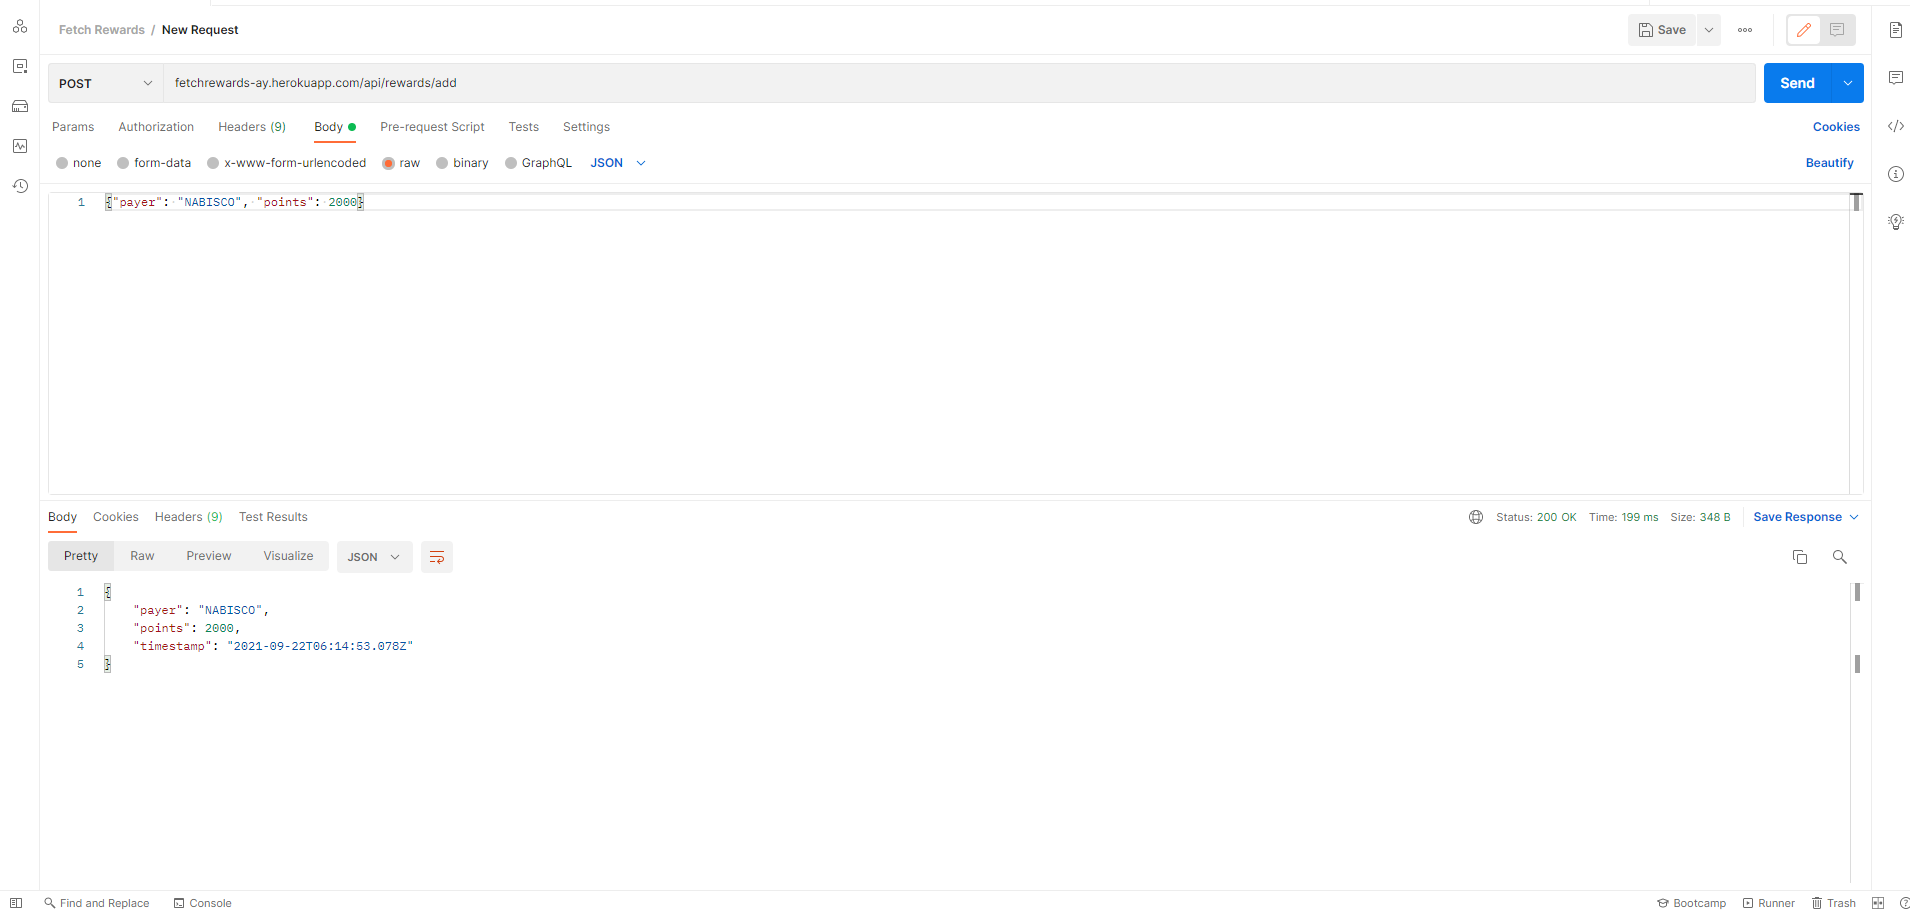 Fetch Rewards / New Request
Save
POST
fetchrewards-ay.herokuapp.com/api/rewards/add
Send
Params Authorization Headers (9) Body Pre-request Script Tests Settings Cookies
none form-data x-www-form-urlencoded raw binary GraphQL JSON Beautify
1 {"payer": "NABISCO", "points": 2000}
Body Cookies Headers (9) Test Results Status: 200 OK Time: 199 ms Size: 348 B Save Response
Pretty Raw Preview Visualize JSON
1 {
2 "payer": "NABISCO",
3 "points": 2000,
4 "timestamp": "2021-09-22T06:14:53.078Z"
5 }
Find and Replace Console Bootcamp Runner Trash